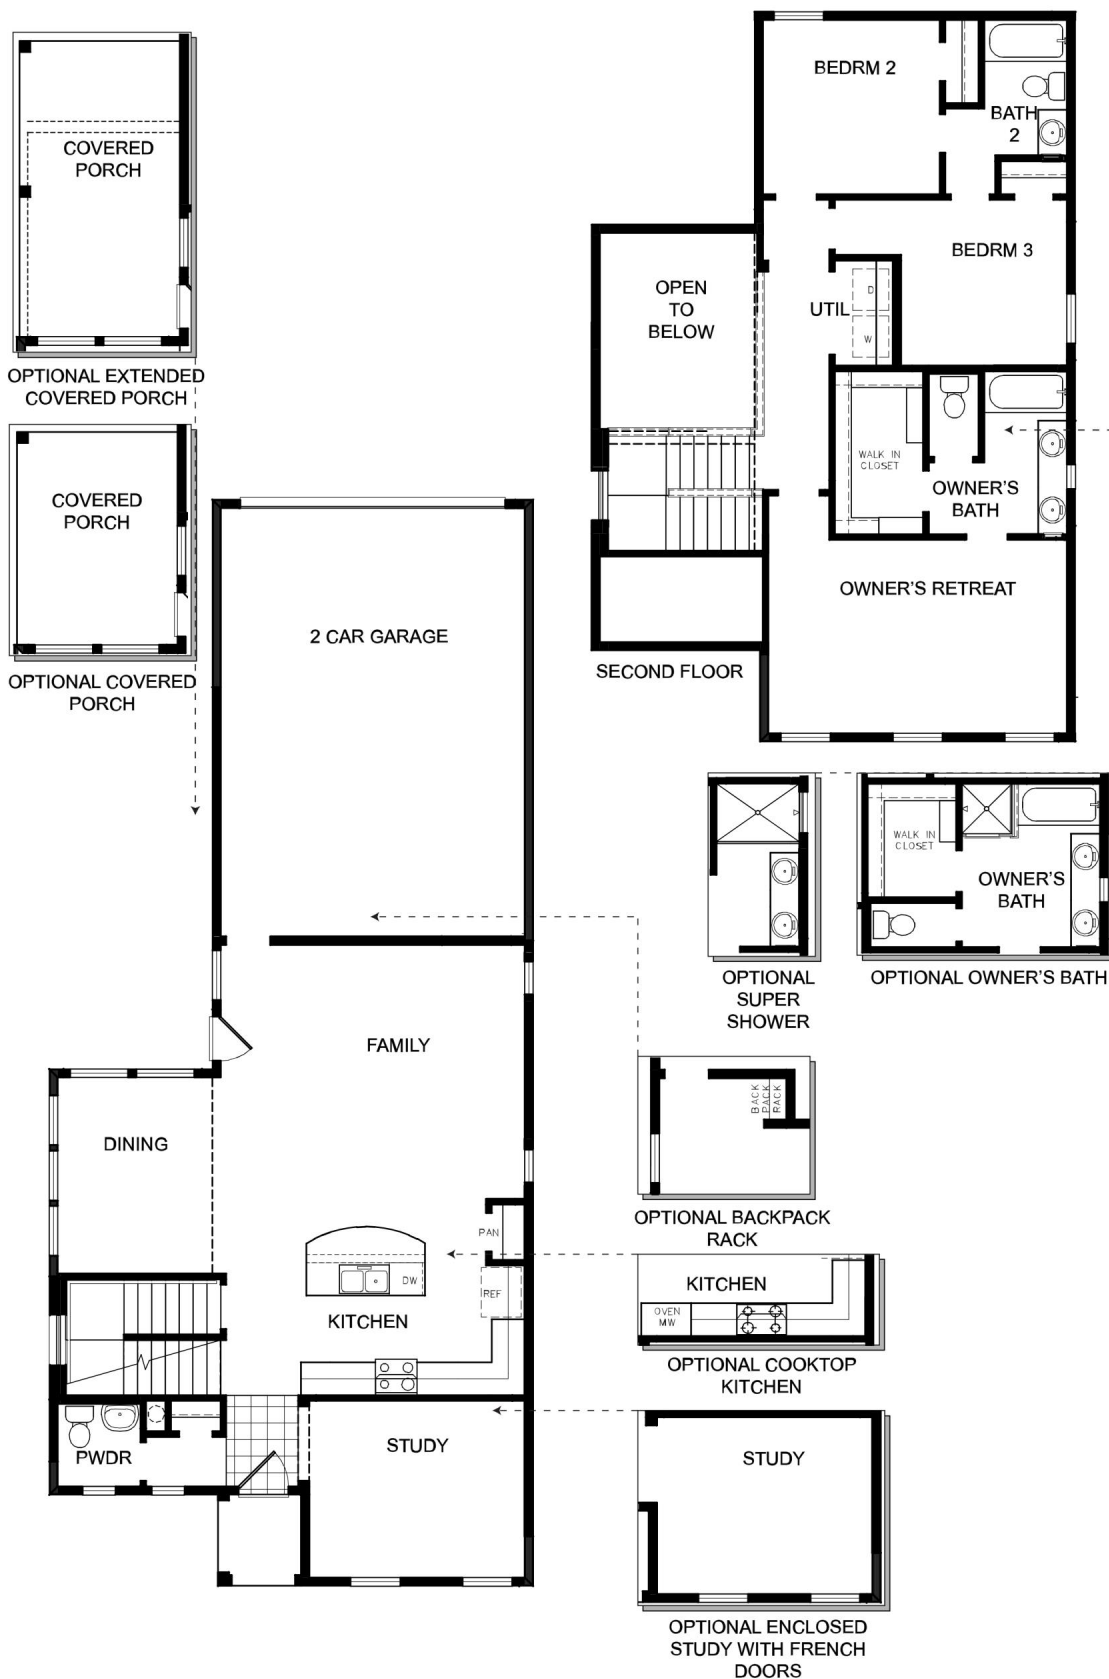 COVERED
PORCH
OPTIONAL EXTENDED
COVERED PORCH
COVERED
PORCH
OPTIONAL COVERED
PORCH
2 CAR GARAGE
FAMILY
DINING
PAN
DW
REF
KITCHEN
PWDR
STUDY
BEDRM 2
BATH
2
BEDRM 3
OPEN
TO
BELOW
UTIL
D
W
WALK IN
CLOSET
OWNER'S
BATH
OWNER'S RETREAT
SECOND FLOOR
OPTIONAL
SUPER
SHOWER
WALK IN
CLOSET
OWNER'S
BATH
OPTIONAL OWNER'S BATH
BACK
PACK
RACK
OPTIONAL BACKPACK
RACK
KITCHEN
OVEN
MW
OPTIONAL COOKTOP
KITCHEN
STUDY
OPTIONAL ENCLOSED
STUDY WITH FRENCH
DOORS